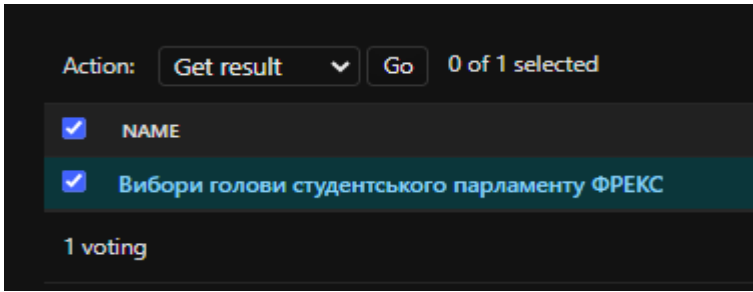 Action: Get result Go 0 of 1 selected
NAME
Вибори голови студентського парламенту ФРЕКС
1 voting